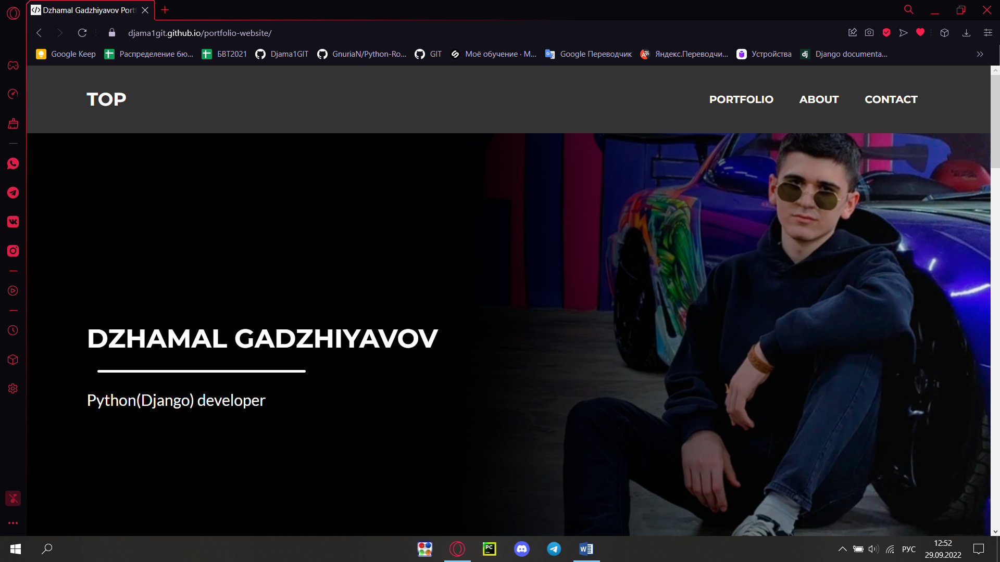 Dzhamal Gadzhiyavov Port
djama1git.github.io/portfolio-website/
Google Keep Распределение бю... БВТ2021 Djama1GIT GnuriaN/Python-Ro... GIT Моё обучение · M... Google Переводчик Яндекс.Переводчи... Устройства dj Django documenta...
TOP PORTFOLIO ABOUT CONTACT
DZHAMAL GADZHIYAVOV
Python(Django) developer
PC W РУС 12:52
29.09.2022